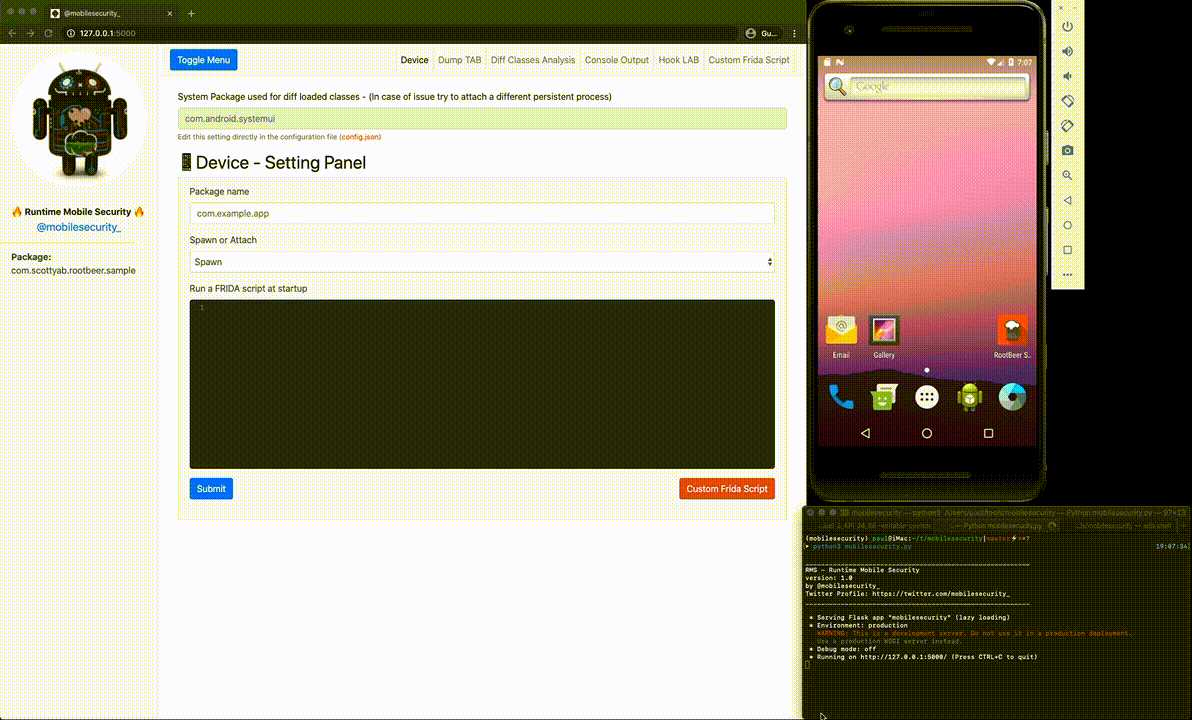 @mobilesecurity_
127.0.0.1:5000
Gu...
Toggle Menu
Device
Dump TAB
Diff Classes Analysis
Console Output
Hook LAB
Custom Frida Script
🔥 Runtime Mobile Security 🔥
@mobilesecurity_
Package:
com.scottyab.rootbeer.sample
System Package used for diff loaded classes - (In case of issue try to attach a different persistent process)
com.android.systemui
Edit this setting directly in the configuration file (config.json)
📱Device - Setting Panel
Package name
com.example.app
Spawn or Attach
Spawn
Run a FRIDA script at startup
1
Submit
Custom Frida Script
7:07
Google
Email
Gallery
RootBeer S..
mobilesecurity — python3
Python mobilesecurity.py — 97×23
— Python mobilesecurity.py
(mobilesecurity) paul@iMac:~/t/mobilesecurity|master⚡
➤ python3 mobilesecurity.py
19:07:34
RMS - Runtime Mobile Security
version: 1.0
by @mobilesecurity_
Twitter Profile: https://twitter.com/mobilesecurity_
* Serving Flask app "mobilesecurity" (lazy loading)
* Environment: production
WARNING: This is a development server. Do not use it in a production deployment.
Use a production WSGI server instead.
* Debug mode: off
* Running on http://127.0.0.1:5000/ (Press CTRL+C to quit)